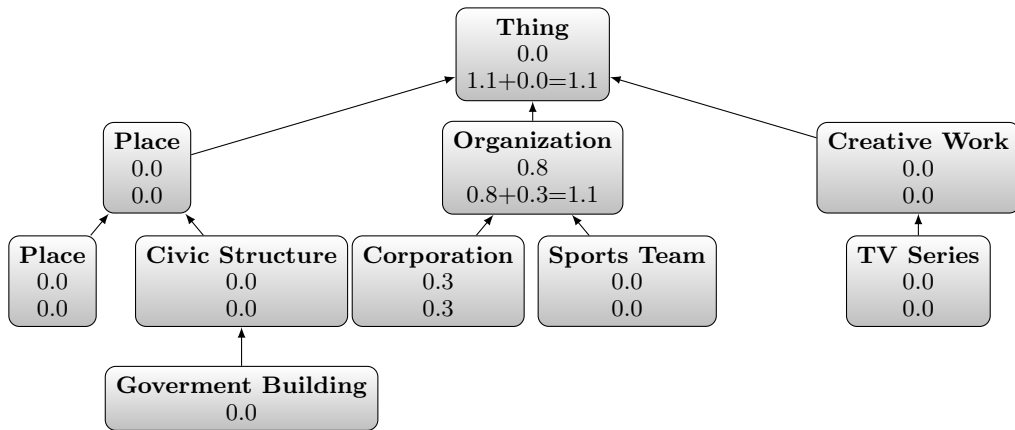 Thing
0.0
1.1+0.0=1.1
Place
0.0
0.0
Organization
0.8
0.8+0.3=1.1
Creative Work
0.0
0.0
Place
0.0
0.0
Civic Structure
0.0
0.0
Corporation
0.3
0.3
Sports Team
0.0
0.0
TV Series
0.0
0.0
Goverment Building
0.0